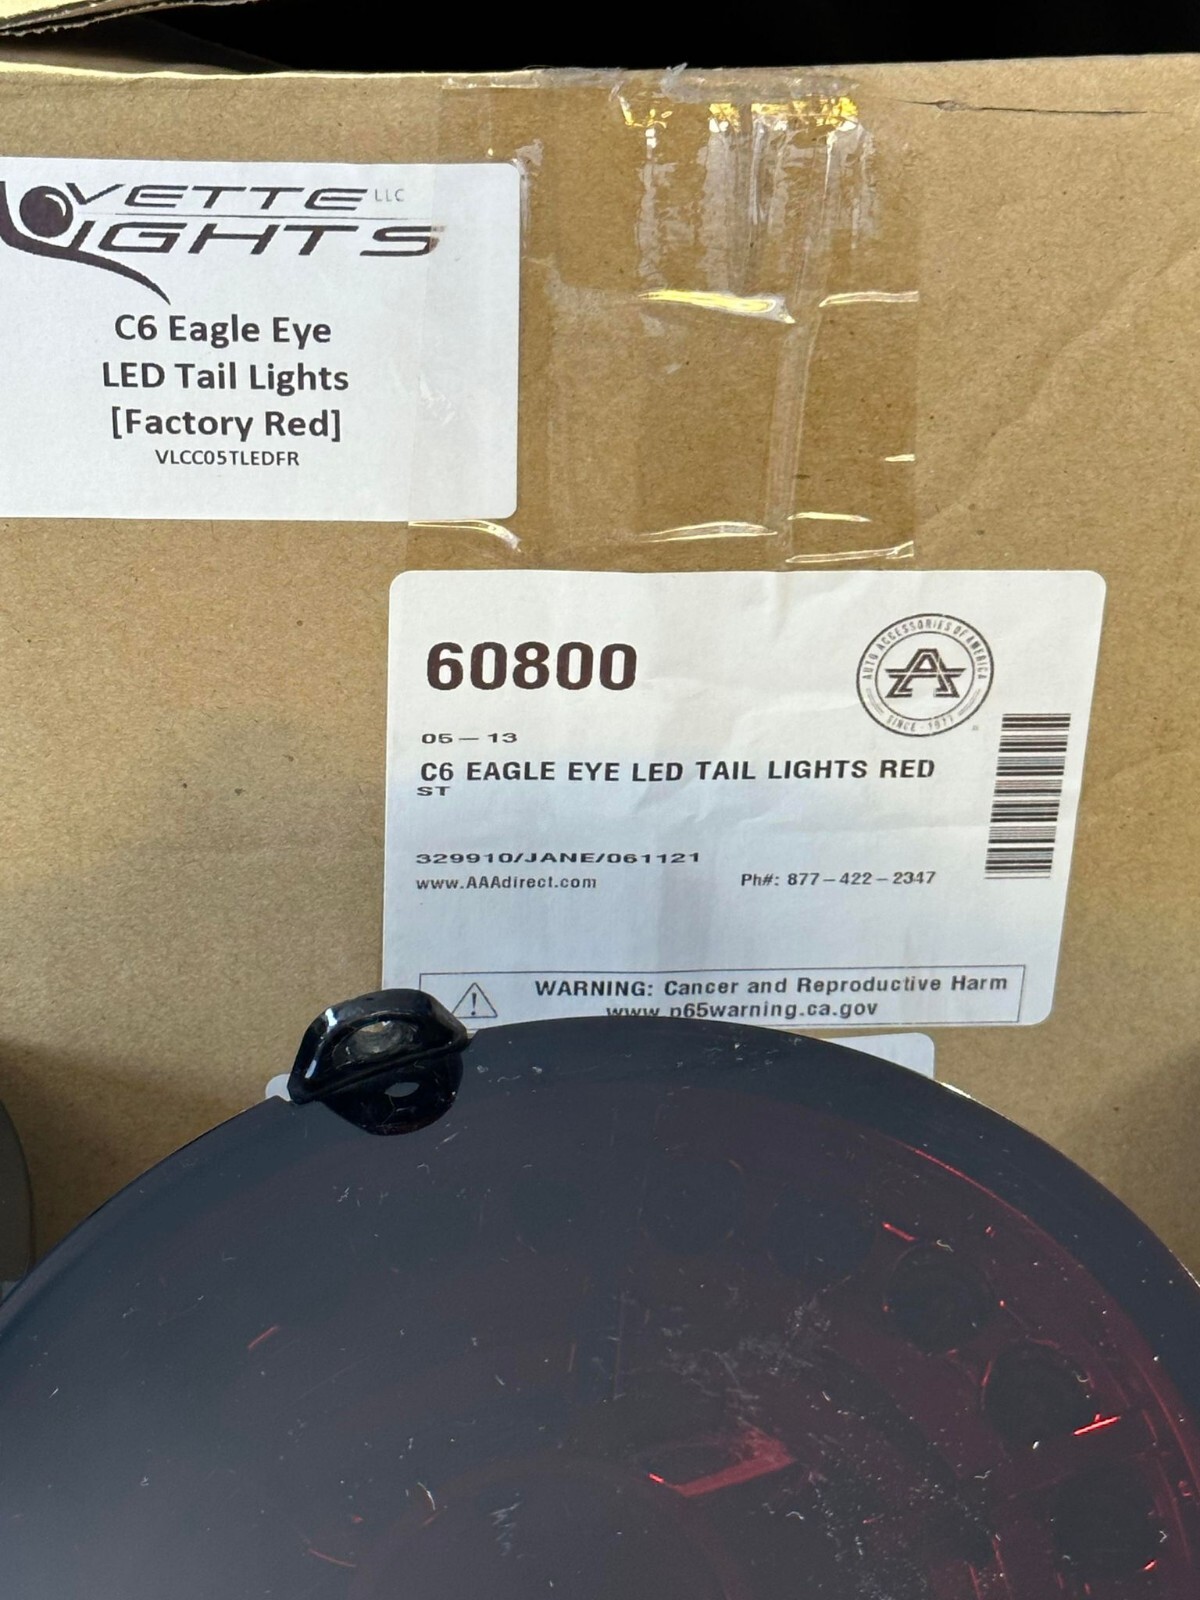 VETTE LLC
LIGHTS
C6 Eagle Eye
LED Tail Lights
[Factory Red]
VLCC05TLEDFR
60800
AUTO ACCESSORIES OF AMERICA
SINCE - 1977
05 – 13
C6 EAGLE EYE LED TAIL LIGHTS RED
ST
329910/JANE/061121
www.AAAdirect.com Ph#: 877–422–2347
WARNING: Cancer and Reproductive Harm
www.p65warning.ca.gov